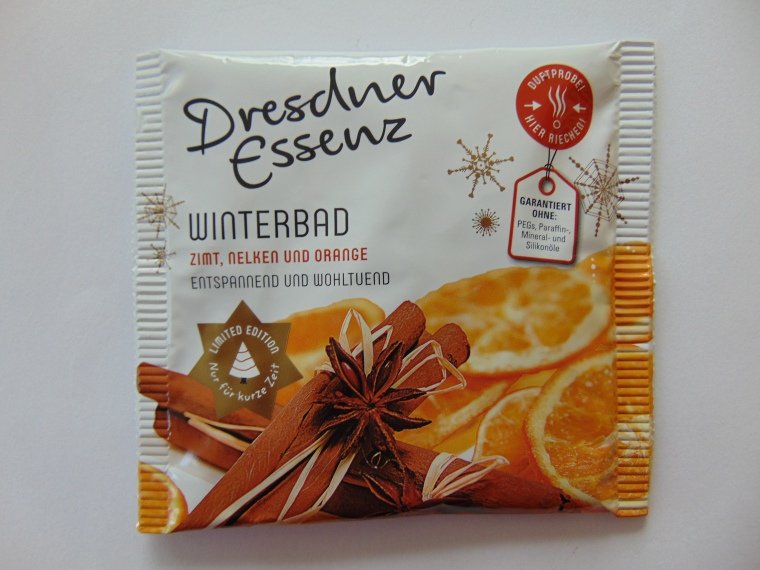 Dresdner
Essenz
WINTERBAD
ZIMT, NELKEN UND ORANGE
ENTSPANNEND UND WOHLTUEND
LIMITED EDITION
Nur für kurze Zeit
DUFTPROBE!
HIER RIECHEN!
GARANTIERT
OHNE:
PEGs, Paraffin-,
Mineral- und
Silikonöle